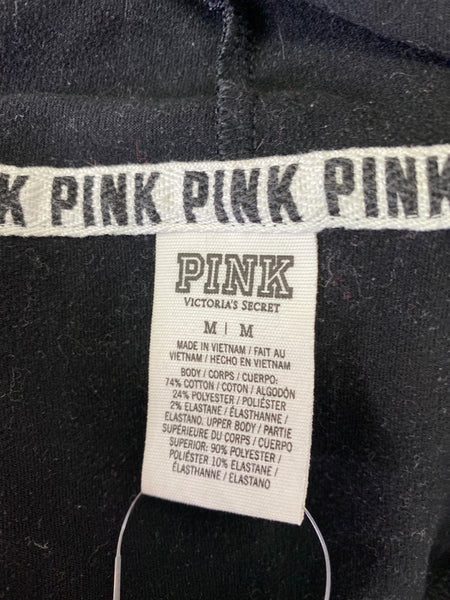 K PINK PINK PINK
PINK
VICTORIA'S SECRET
M | M
MADE IN VIETNAM / FAIT AU
VIETNAM / HECHO EN VIETNAM
BODY / CORPS / CUERPO:
74% COTTON / COTON / ALGODÓN
24% POLYESTER / POLIÉSTER
2% ELASTANE / ÉLASTHANNE /
ELASTANO. UPPER BODY / PARTIE
SUPÉRIEURE DU CORPS / CUERPO
SUPERIOR: 90% POLYESTER /
POLIÉSTER 10% ELASTANE /
ÉLASTHANNE / ELASTANO